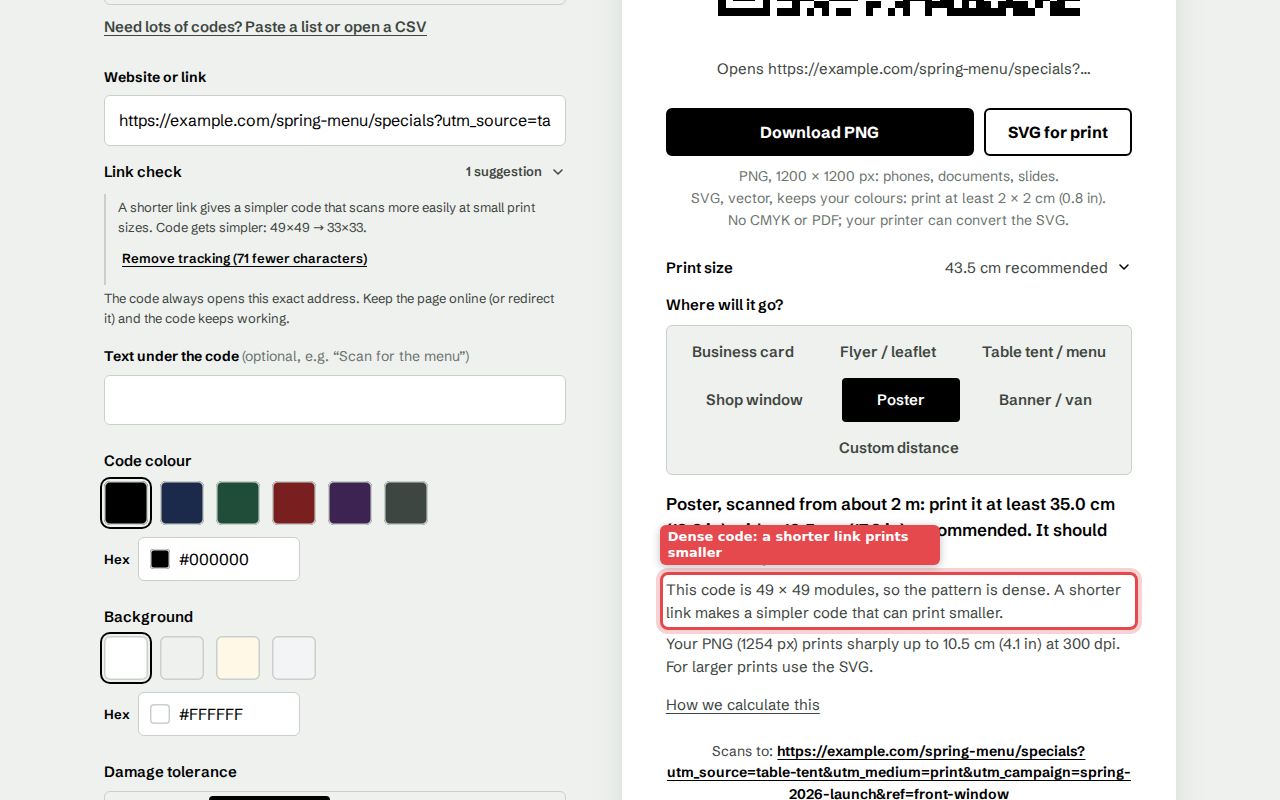 Need lots of codes? Paste a list or open a CSV
Website or link
https://example.com/spring-menu/specials?utm_source=ta
Link check
1 suggestion
A shorter link gives a simpler code that scans more easily at small print
sizes. Code gets simpler: 49×49 → 33×33.
Remove tracking (71 fewer characters)
The code always opens this exact address. Keep the page online (or redirect
it) and the code keeps working.
Text under the code (optional, e.g. “Scan for the menu”)
Code colour
Hex
#000000
Background
Hex
#FFFFFF
Damage tolerance
Opens https://example.com/spring-menu/specials?…
Download PNG
SVG for print
PNG, 1200 × 1200 px: phones, documents, slides.
SVG, vector, keeps your colours: print at least 2 × 2 cm (0.8 in).
No CMYK or PDF; your printer can convert the SVG.
Print size
43.5 cm recommended
Where will it go?
Business card
Flyer / leaflet
Table tent / menu
Shop window
Poster
Banner / van
Custom distance
Poster, scanned from about 2 m: print it at least 35.0 cm
It should
Dense code: a shorter link prints
smaller
This code is 49 × 49 modules, so the pattern is dense. A shorter
link makes a simpler code that can print smaller.
Your PNG (1254 px) prints sharply up to 10.5 cm (4.1 in) at 300 dpi.
For larger prints use the SVG.
How we calculate this
Scans to: https://example.com/spring-menu/specials?
utm_source=table-tent&utm_medium=print&utm_campaign=spring-
2026-launch&ref=front-window